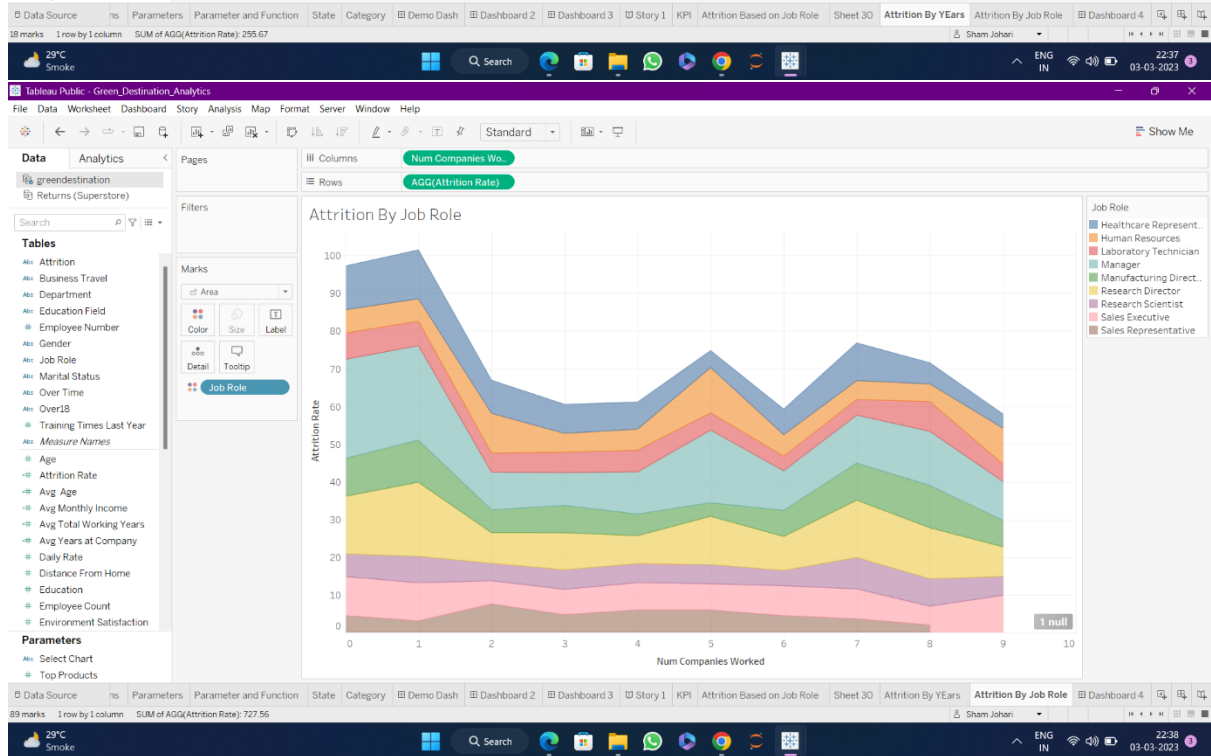 Data Source ns Parameters Parameter and Function State Category Demo Dash Dashboard 2 Dashboard 3 Story 1 KPI Attrition Based on Job Role Sheet 30 Attrition By YEars Attrition By Job Role Dashboard 4
18 marks 1 row by 1 column SUM of AGG(Attrition Rate): 255.67 Sham Johari
29°C Smoke Search ENG IN 22:37 03-03-2023 3
Tableau Public - Green_Destination_Analytics
File Data Worksheet Dashboard Story Analysis Map Format Server Window Help
Standard Show Me
Data Analytics
greendestination
Returns (Superstore)
Search
Tables
Abc Attrition
Abc Business Travel
Abc Department
Abc Education Field
# Employee Number
Abc Gender
Abc Job Role
Abc Marital Status
Abc Over Time
Abc Over18
# Training Times Last Year
Abc Measure Names
# Age
# Attrition Rate
# Avg Age
# Avg Monthly Income
# Avg Total Working Years
# Avg Years at Company
# Daily Rate
# Distance From Home
# Education
# Employee Count
# Environment Satisfaction
Parameters
Abc Select Chart
# Top Products
Pages
Filters
Marks
Area
Color Size Label
Detail Tooltip
Job Role
Columns Num Companies Wo..
Rows AGG(Attrition Rate)
Attrition By Job Role
Attrition Rate
100
90
80
70
60
50
40
30
20
10
0
0 1 2 3 4 5 6 7 8 9 10
Num Companies Worked
1 null
Job Role
Healthcare Represent..
Human Resources
Laboratory Technician
Manager
Manufacturing Direct..
Research Director
Research Scientist
Sales Executive
Sales Representative
Data Source ns Parameters Parameter and Function State Category Demo Dash Dashboard 2 Dashboard 3 Story 1 KPI Attrition Based on Job Role Sheet 30 Attrition By YEars Attrition By Job Role Dashboard 4
89 marks 1 row by 1 column SUM of AGG(Attrition Rate): 727.56 Sham Johari
29°C Smoke Search ENG IN 22:38 03-03-2023 3